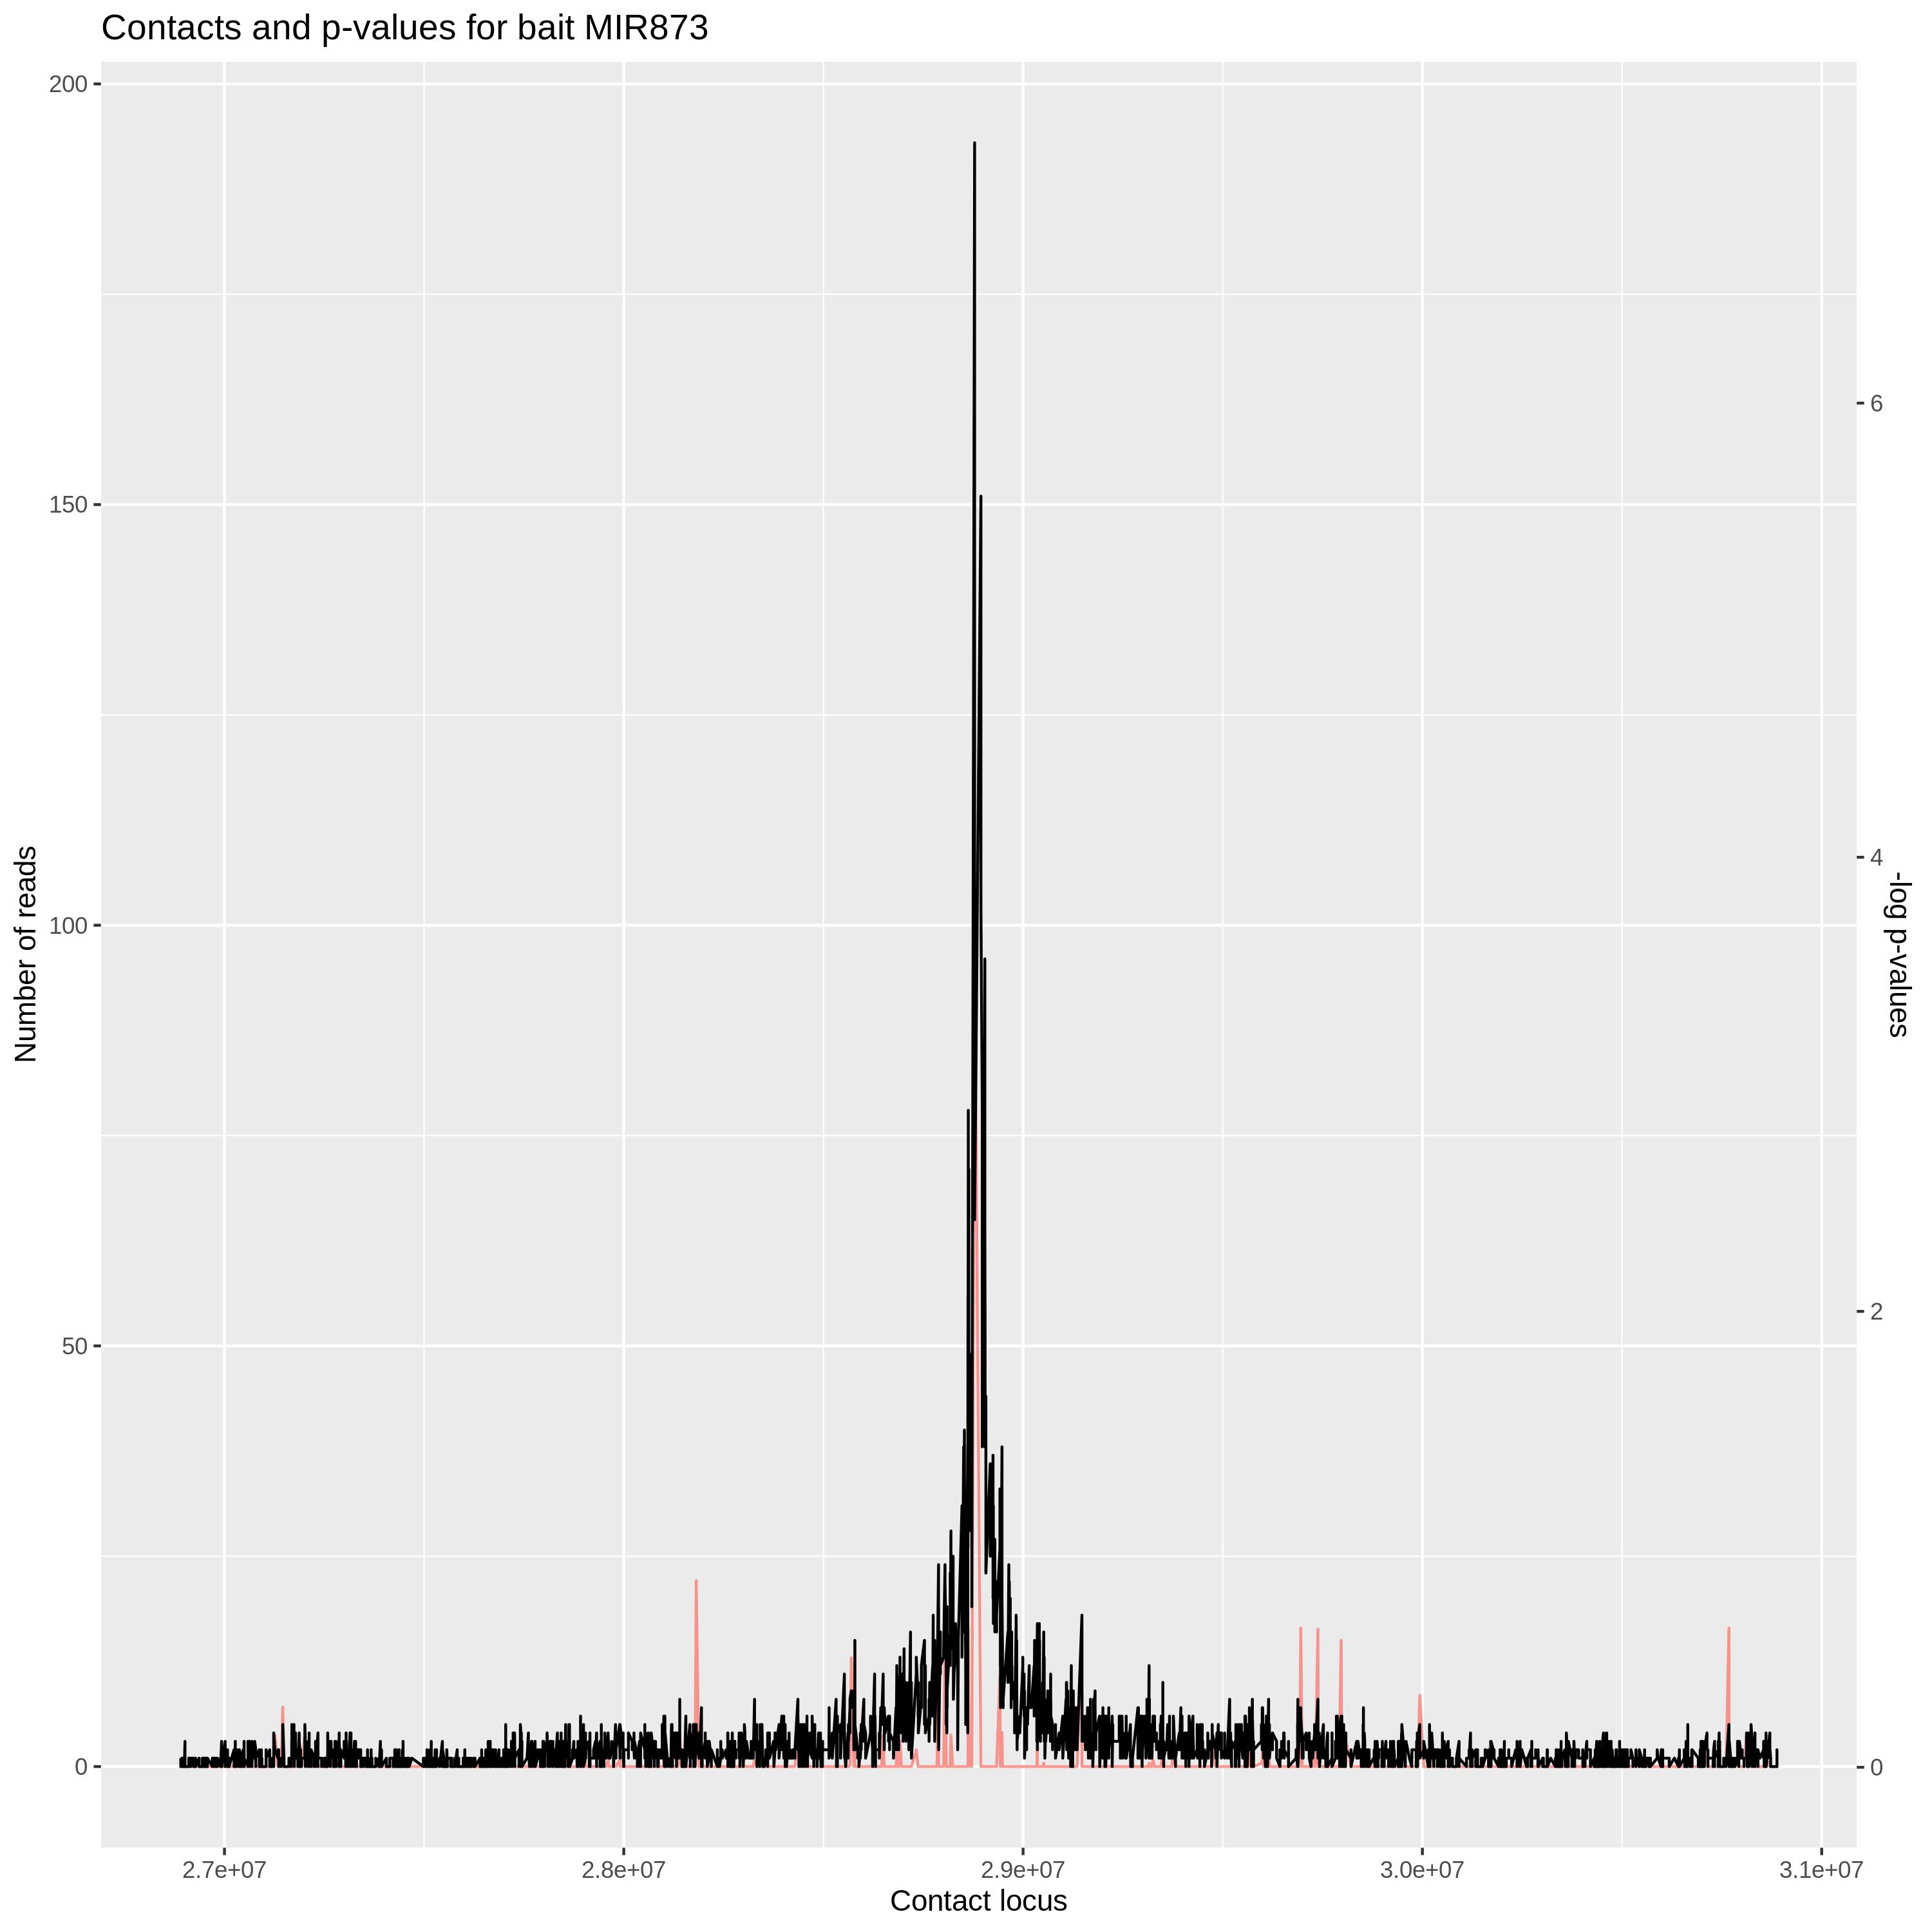 Contacts and p-values for bait MIR873
200
150
100
50
0
Number of reads
6
4
2
0
-log p-values
2.7e+07 2.8e+07 2.9e+07 3.0e+07 3.1e+07
Contact locus